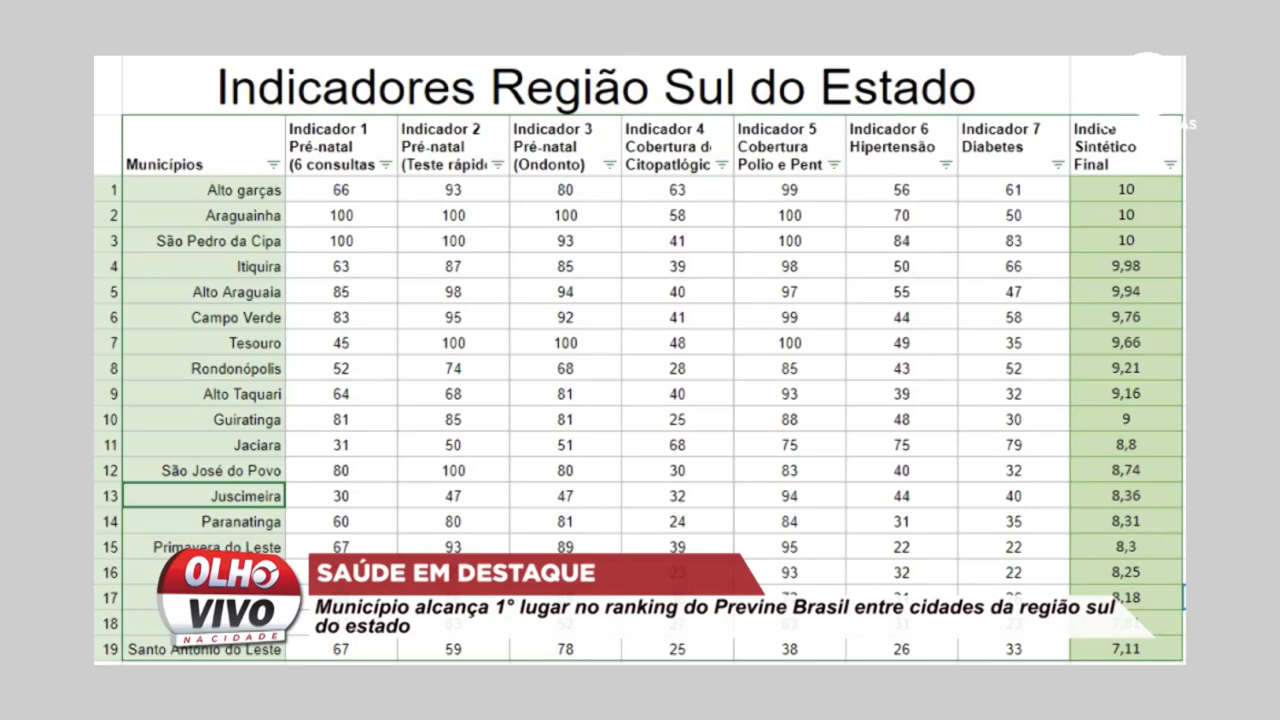 Indicadores Região Sul do Estado
Municípios Indicador 1 Pré-natal (6 consultas Indicador 2 Pré-natal (Teste rápid Indicador 3 Pré-natal (Ondonto) Indicador 4 Cobertura d Citopatlógic Indicador 5 Cobertura Polio e Pent Indicador 6 Hipertensão Indicador 7 Diabetes Indice Sintético Final
AS
1 Alto garças 66 93 80 63 99 56 61 10
2 Araguainha 100 100 100 58 100 70 50 10
3 São Pedro da Cipa 100 100 93 41 100 84 83 10
4 Itiquira 63 87 85 39 98 50 66 9,98
5 Alto Araguaia 85 98 94 40 97 55 47 9,94
6 Campo Verde 83 95 92 41 99 44 58 9,76
7 Tesouro 45 100 100 48 100 49 35 9,66
8 Rondonópolis 52 74 68 28 85 43 52 9,21
9 Alto Taquari 64 68 81 40 93 39 32 9,16
10 Guiratinga 81 85 81 25 88 48 30 9
11 Jaciara 31 50 51 68 75 75 79 8,8
12 São José do Povo 80 100 80 30 83 40 32 8,74
13 Juscimeira 30 47 47 32 94 44 40 8,36
14 Paranatinga 60 80 81 24 84 31 35 8,31
15 Primavera do Leste 67 93 89 39 95 22 22 8,3
16 93 32 22 8,25
17 8,18
18
19 Santo Antonio do Leste 67 59 78 25 38 26 33 7,11
OLHO
VIVO
NA CIDADE
SAÚDE EM DESTAQUE
Município alcança 1° lugar no ranking do Previne Brasil entre cidades da região sul
do estado